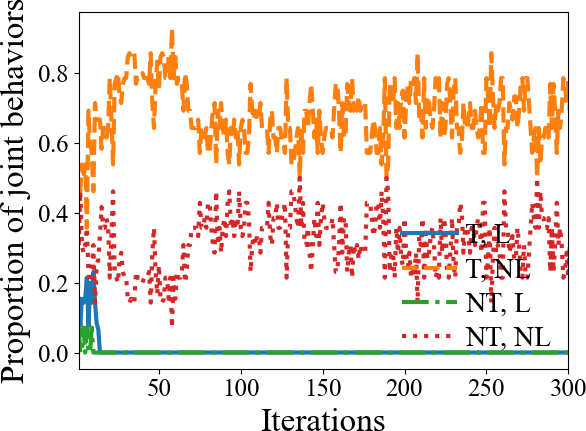 Proportion of joint behaviors
0.8
0.6
0.4
0.2
0.0
T, L
T, NL
NT, L
NT, NL
50
100
150
200
250
300
Iterations